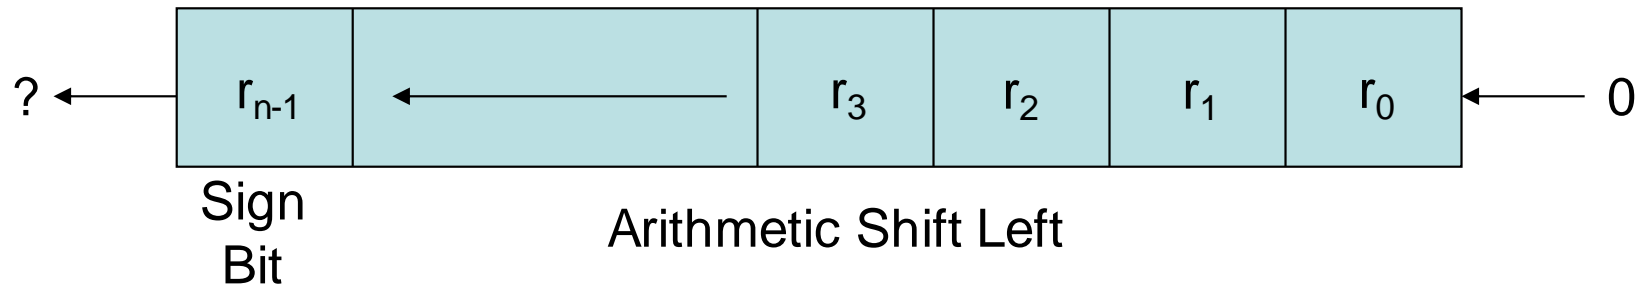 ? rₙ₋₁ r₃ r₂ r₁ r₀ 0
Sign
Bit
Arithmetic Shift Left